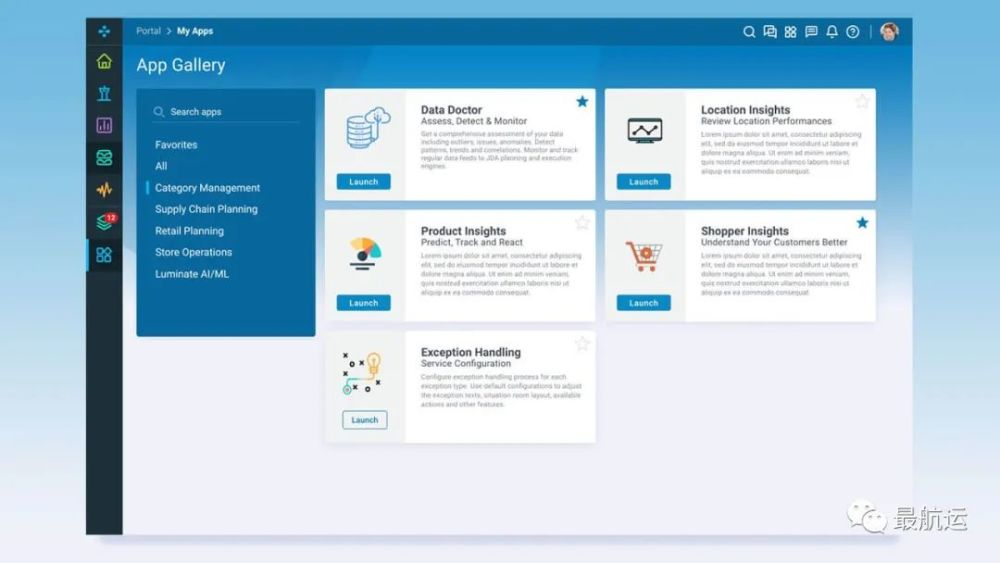 Portal > My Apps
App Gallery
Search apps
Favorites
All
Category Management
Supply Chain Planning
Retail Planning
Store Operations
Luminate AI/ML
12
Data Doctor
Assess, Detect & Monitor
Get a comprehensive assessment of your data
including outliers, issues, anomalies. Detect
patterns, trends and correlations. Monitor and track
regular data feeds to JDA planning and execution
engines.
Launch
Location Insights
Review Location Performances
Lorem ipsum dolor sit amet, consectetur adipiscing
elit, sed do eiusmod tempor incididunt ut labore et
dolore magna aliqua. Ut enim ad minim veniam, quis
nostrud exercitation ullamco laboris nisi ut aliquip
ex ea commodo consequat.
Launch
Product Insights
Predict, Track and React
Lorem ipsum dolor sit amet, consectetur adipiscing
elit, sed do eiusmod tempor incididunt ut labore et
dolore magna aliqua. Ut enim ad minim veniam,
quis nostrud exercitation ullamco laboris nisi ut
aliquip ex ea commodo consequat.
Launch
Shopper Insights
Understand Your Customers Better
Lorem ipsum dolor sit amet, consectetur adipiscing
elit, sed do eiusmod tempor incididunt ut labore et
dolore magna aliqua. Ut enim ad minim veniam,
quis nostrud exercitation ullamco laboris nisi ut
aliquip ex ea commodo consequat.
Launch
Exception Handling
Service Configuration
Configure exception handling process for each
exception type. Use default configurations to adjust
the exception texts, situation room layout, available
actions and other features.
Launch
最航运